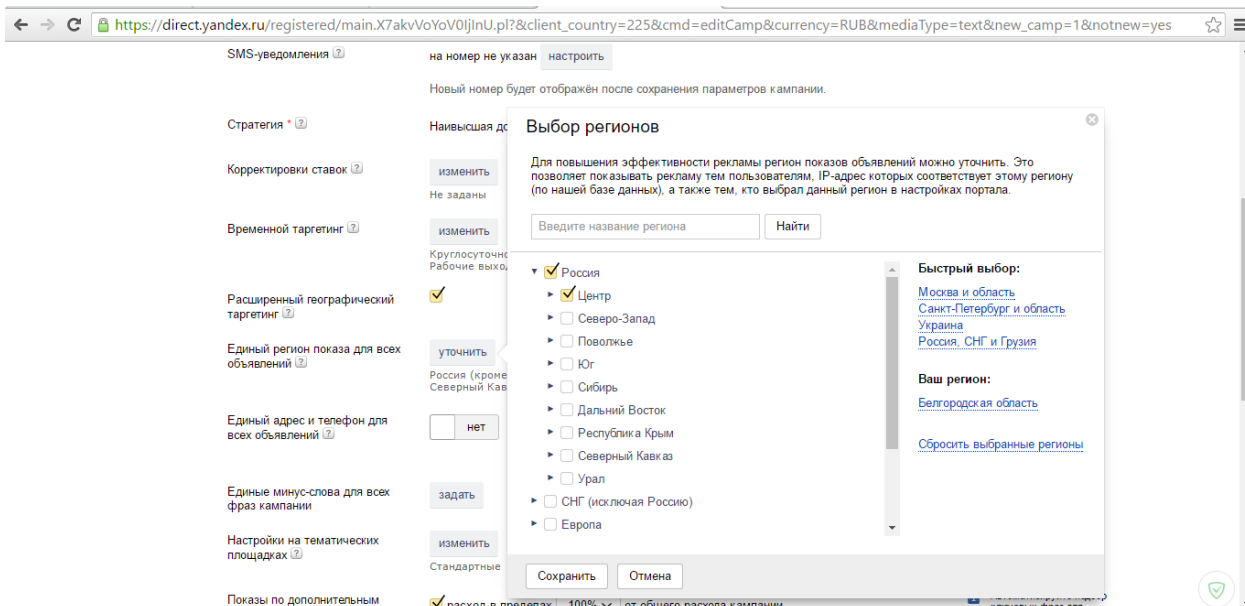 https://direct.yandex.ru/registered/main.X7akvVoYoV0IjlnU.pl?&client_country=225&cmd=editCamp&currency=RUB&mediaType=text&new_camp=1&notnew=yes
SMS-уведомления ?
на номер не указан настроить
Новый номер будет отображён после сохранения параметров кампании.
Стратегия * ?
Наивысшая до
Корректировки ставок ?
изменить
Не заданы
Временной таргетинг ?
изменить
Круглосуточно
Рабочие выход
Расширенный географический
таргетинг ?
Единый регион показа для всех
объявлений ?
уточнить
Россия (кроме
Северный Кав
Единый адрес и телефон для
всех объявлений ?
нет
Единые минус-слова для всех
фраз кампании
задать
Настройки на тематических
площадках ?
изменить
Стандартные
Показы по дополнительным
расход в пределах 100% от общего расхода кампании
Выбор регионов
Для повышения эффективности рекламы регион показов объявлений можно уточнить. Это
позволяет показывать рекламу тем пользователям, IP-адрес которых соответствует этому региону
(по нашей базе данных), а также тем, кто выбрал данный регион в настройках портала.
Введите название региона
Найти
Россия
Центр
Северо-Запад
Поволжье
Юг
Сибирь
Дальний Восток
Республика Крым
Северный Кавказ
Урал
СНГ (исключая Россию)
Европа
Быстрый выбор:
Москва и область
Санкт-Петербург и область
Украина
Россия, СНГ и Грузия
Ваш регион:
Белгородская область
Сбросить выбранные регионы
Сохранить
Отмена